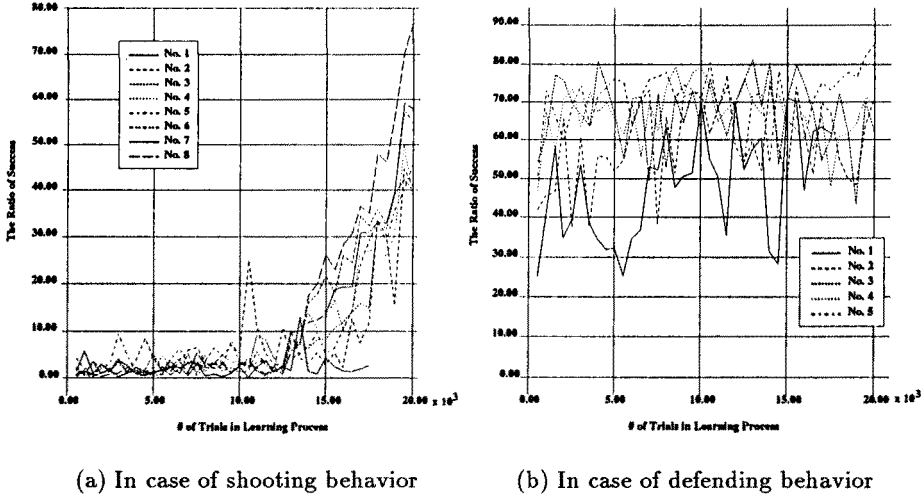 The Ratio of Success
80.00
70.00
60.00
50.00
40.00
30.00
20.00
10.00
0.00
No. 1
No. 2
No. 3
No. 4
No. 5
No. 6
No. 7
No. 8
0.00 5.00 10.00 15.00 20.00 x 10³
# of Trials in Learning Process
(a) In case of shooting behavior
The Ratio of Success
90.00
80.00
70.00
60.00
50.00
40.00
30.00
20.00
10.00
0.00
No. 1
No. 2
No. 3
No. 4
No. 5
0.00 5.00 10.00 15.00 20.00 x 10³
# of Trials in Learning Process
(b) In case of defending behavior